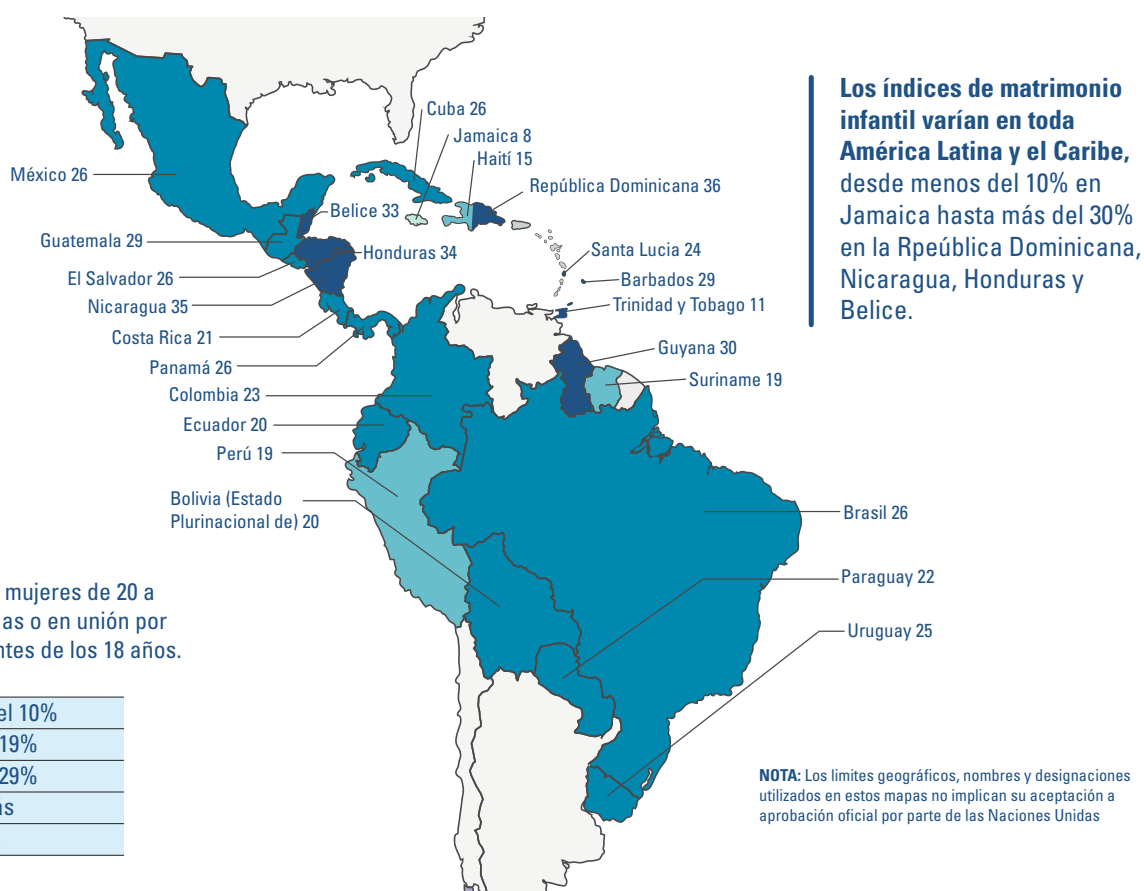 Cuba 26
Jamaica 8
Haití 15
República Dominicana 36
México 26
Belice 33
Guatemala 29
Honduras 34
El Salvador 26
Nicaragua 35
Costa Rica 21
Panamá 26
Colombia 23
Ecuador 20
Perú 19
Bolivia (Estado
Plurinacional de) 20
Santa Lucia 24
Barbados 29
Trinidad y Tobago 11
Guyana 30
Suriname 19
Brasil 26
Paraguay 22
Uruguay 25
Los índices de matrimonio
infantil varían en toda
América Latina y el Caribe,
desde menos del 10% en
Jamaica hasta más del 30%
en la Rpeública Dominicana,
Nicaragua, Honduras y
Belice.
mujeres de 20 a
as o en unión por
ntes de los 18 años.
el 10%
19%
29%
ás
NOTA: Los limites geográficos, nombres y designaciones
utilizados en estos mapas no implican su aceptación a
aprobación oficial por parte de las Naciones Unidas